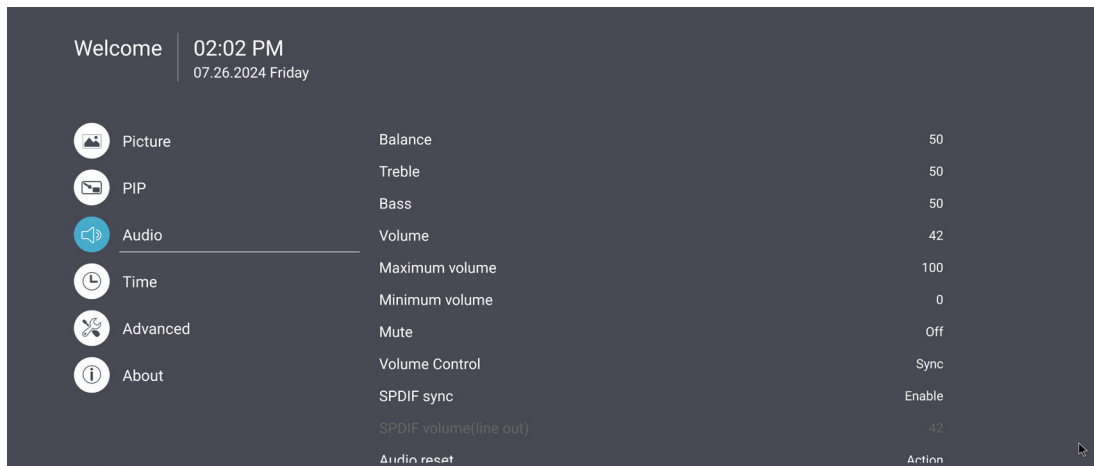 Welcome
02:02 PM
07.26.2024 Friday
Picture
PIP
Audio
Time
Advanced
About
Balance 50
Treble 50
Bass 50
Volume 42
Maximum volume 100
Minimum volume 0
Mute Off
Volume Control Sync
SPDIF sync Enable
SPDIF volume(line out) 42
Audio reset Action